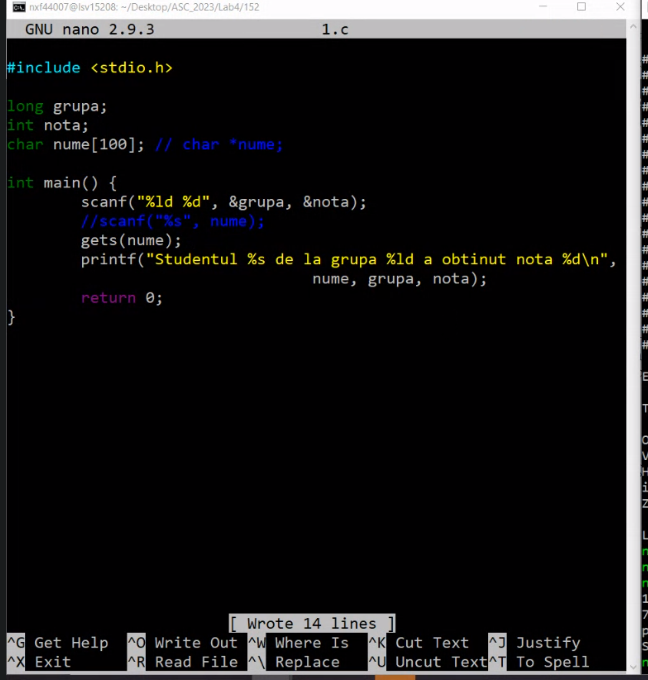 nxf44007@lsv15208: ~/Desktop/ASC_2023/Lab4/152
GNU nano 2.9.3 1.c
#include <stdio.h>
long grupa;
int nota;
char nume[100]; // char *nume;
int main() {
scanf("%ld %d", &grupa, &nota);
//scanf("%s", nume);
gets(nume);
printf("Studentul %s de la grupa %ld a obtinut nota %d\n",
nume, grupa, nota);
return 0;
}
[ Wrote 14 lines ]
^G Get Help ^O Write Out ^W Where Is ^K Cut Text ^J Justify
^X Exit ^R Read File ^\ Replace ^U Uncut Text ^T To Spell